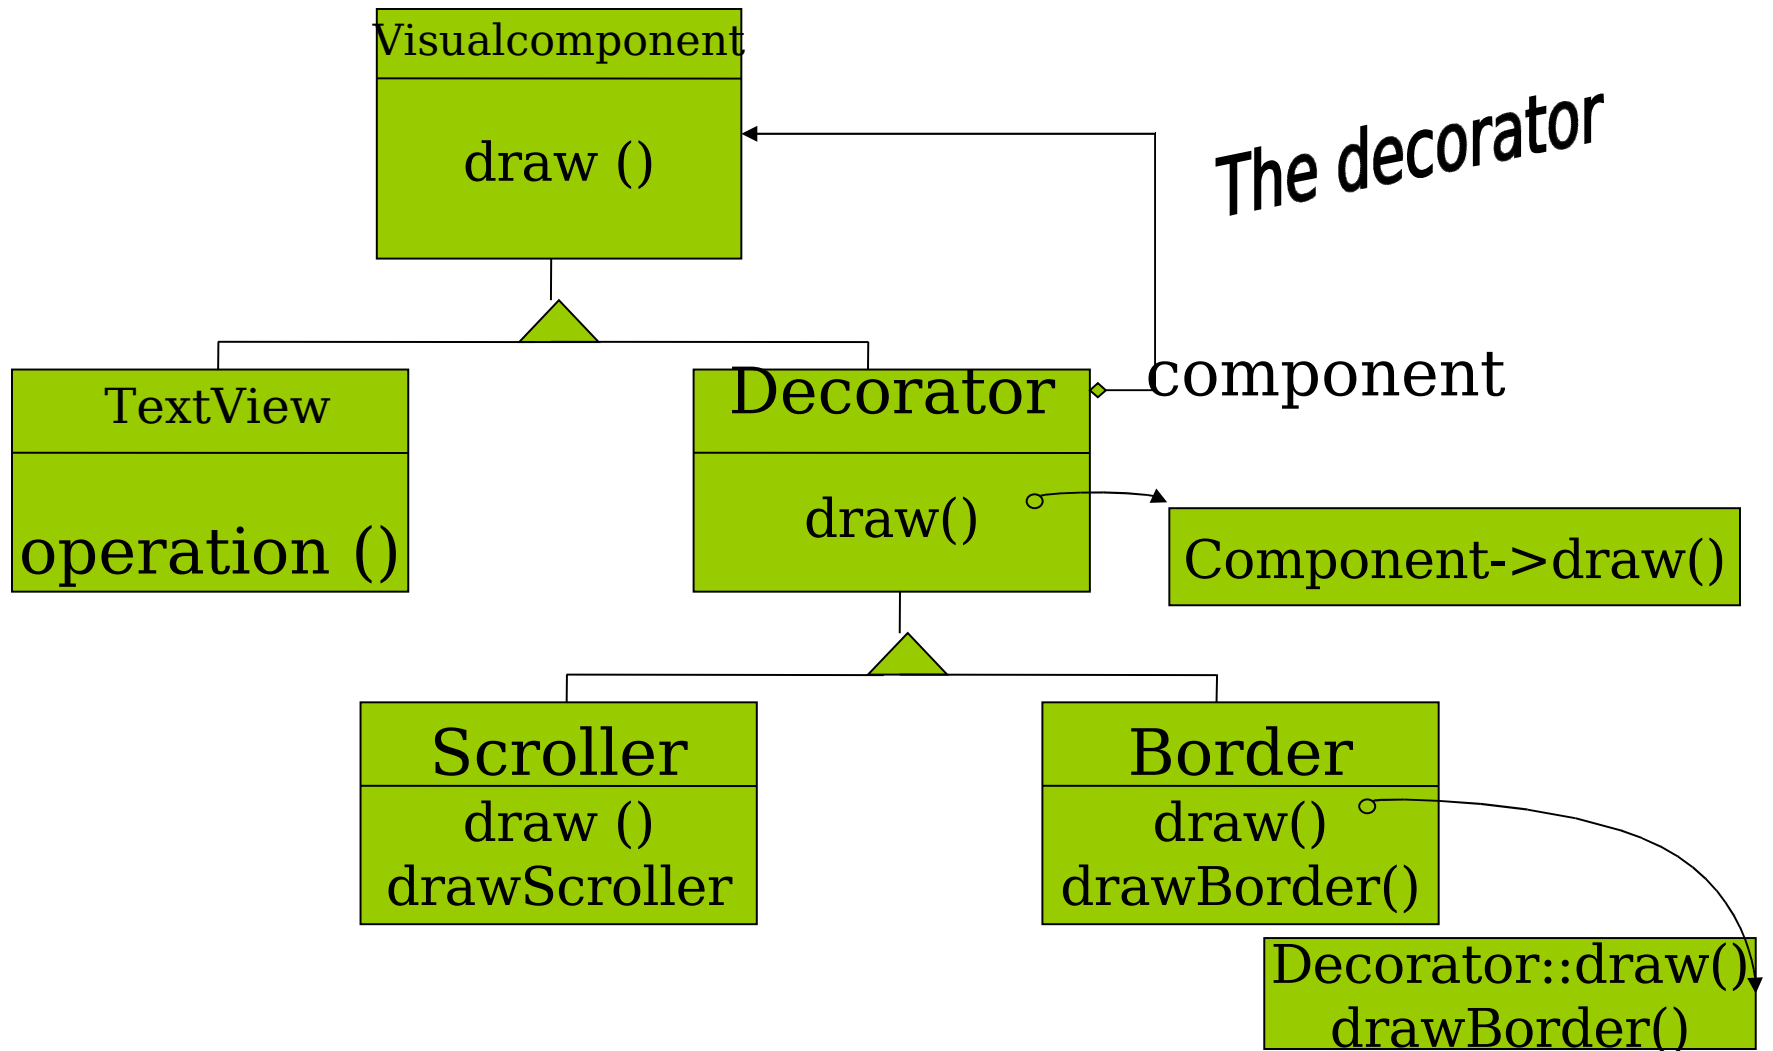 Visualcomponent
draw ()
The decorator
TextView
operation ()
Decorator
draw()
component
Component->draw()
Scroller
draw ()
drawScroller
Border
draw()
drawBorder()
Decorator::draw()
drawBorder()